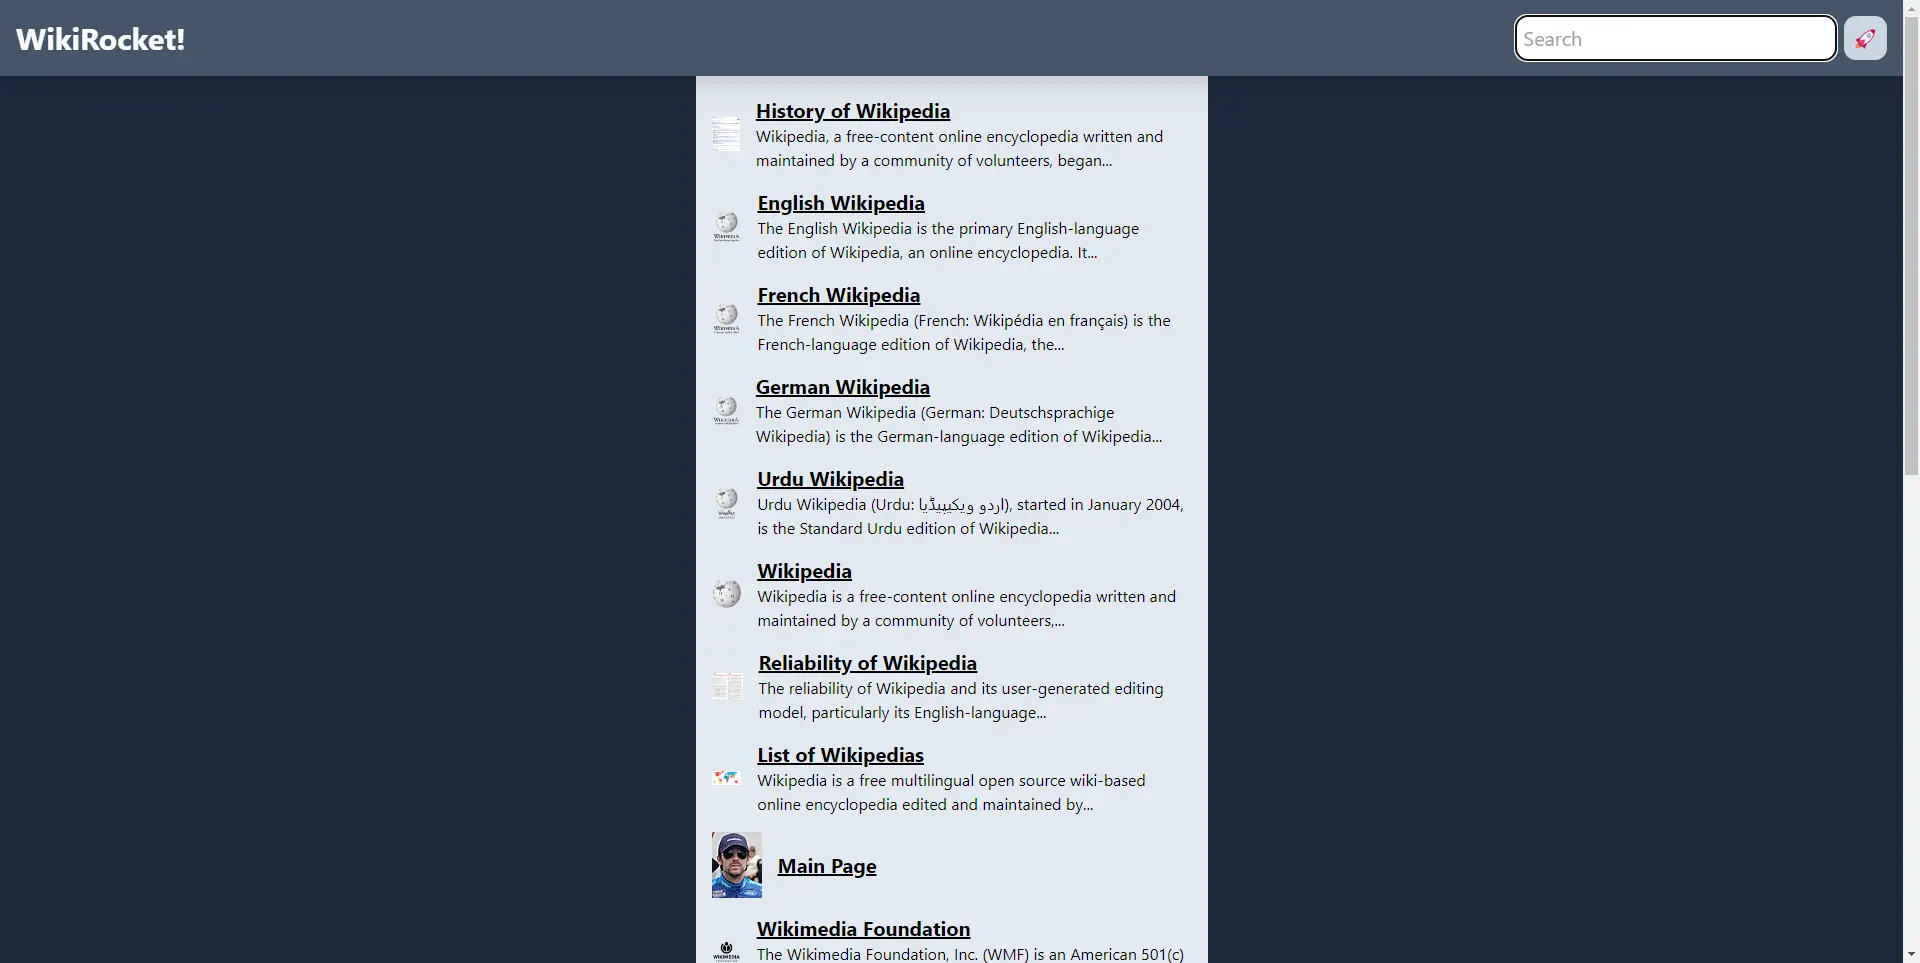 WikiRocket!
Search
History of Wikipedia
Wikipedia, a free-content online encyclopedia written and
maintained by a community of volunteers, began...
English Wikipedia
The English Wikipedia is the primary English-language
edition of Wikipedia, an online encyclopedia. It...
French Wikipedia
The French Wikipedia (French: Wikipédia en français) is the
French-language edition of Wikipedia, the...
German Wikipedia
The German Wikipedia (German: Deutschsprachige
Wikipedia) is the German-language edition of Wikipedia...
Urdu Wikipedia
Urdu Wikipedia (Urdu: اردو ویکیپیڈیا), started in January 2004,
is the Standard Urdu edition of Wikipedia...
Wikipedia
Wikipedia is a free-content online encyclopedia written and
maintained by a community of volunteers,...
Reliability of Wikipedia
The reliability of Wikipedia and its user-generated editing
model, particularly its English-language...
List of Wikipedias
Wikipedia is a free multilingual open source wiki-based
online encyclopedia edited and maintained by...
Main Page
Wikimedia Foundation
WIKIMEDIA
The Wikimedia Foundation, Inc. (WMF) is an American 501(c)